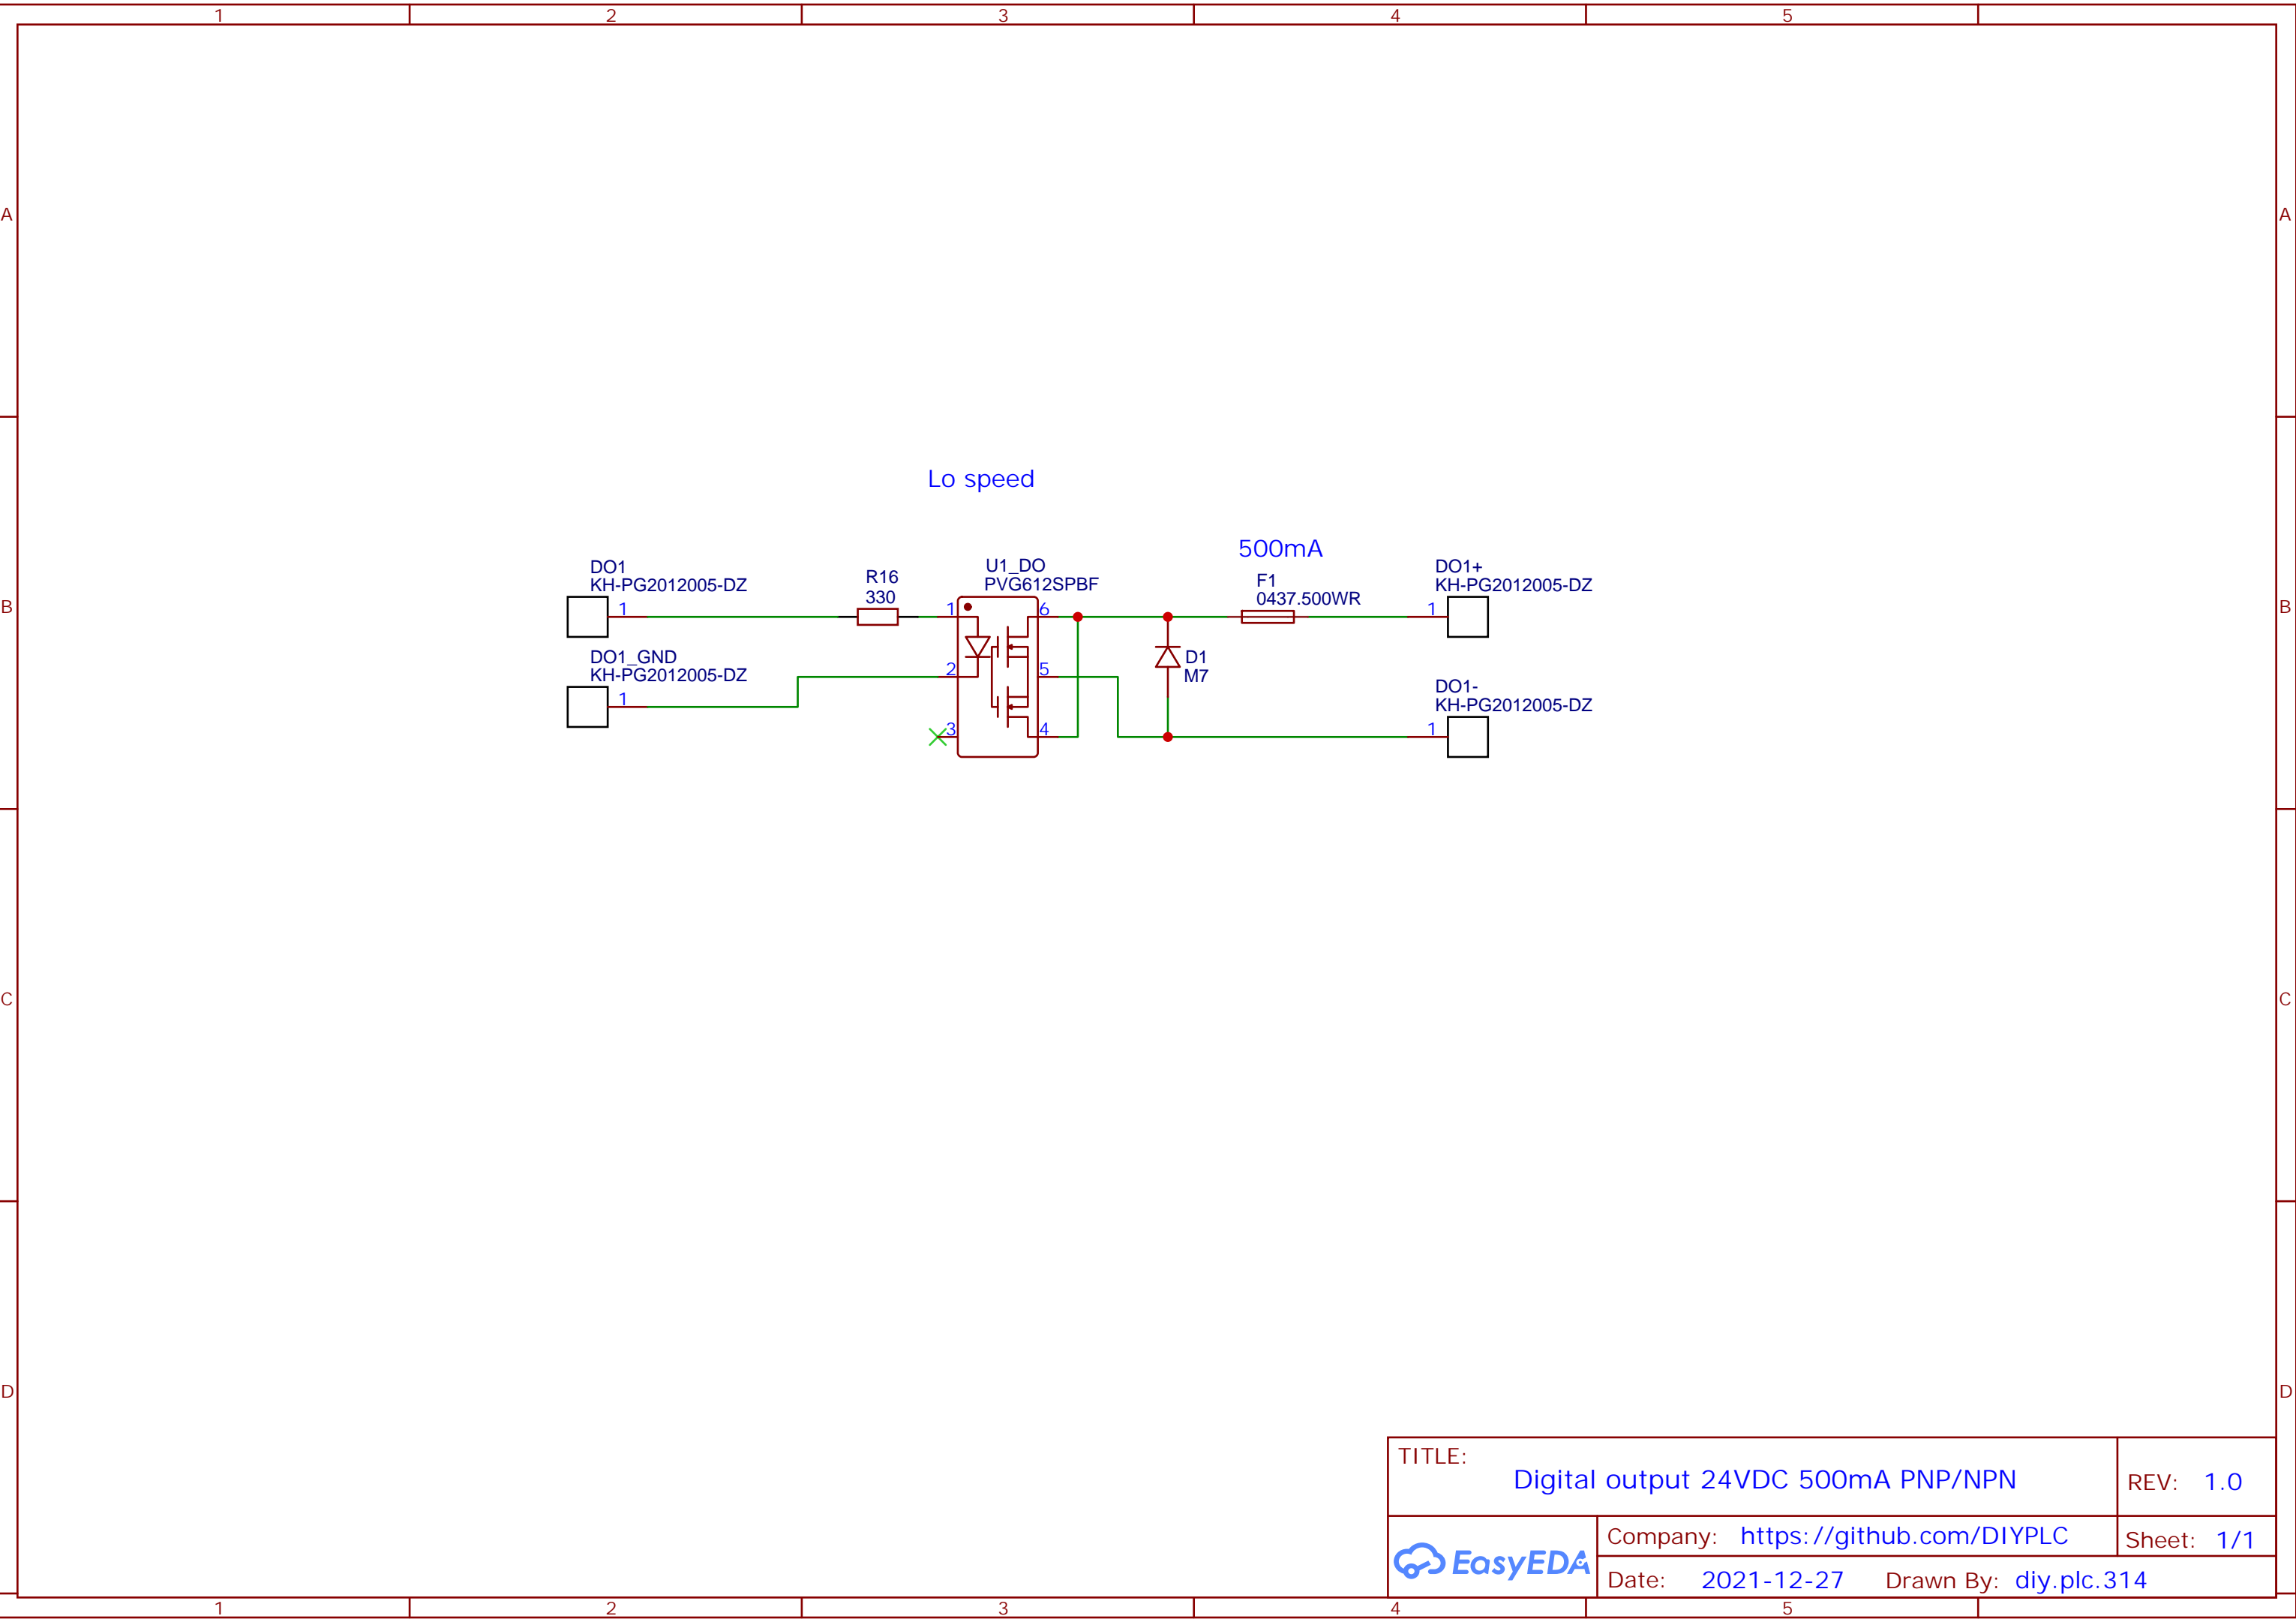 1 2 3 4 5
A A
Lo speed
500mA
DO1
KH-PG2012005-DZ
1
R16
330
U1_DO
PVG612SPBF
1 6
2 5
3 4
F1
0437.500WR
DO1+
KH-PG2012005-DZ
1
B B
DO1_GND
KH-PG2012005-DZ
1
D1
M7
DO1-
KH-PG2012005-DZ
1
C C
D D
TITLE:
Digital output 24VDC 500mA PNP/NPN
REV: 1.0
EasyEDA
Company: https://github.com/DIYPLC
Sheet: 1/1
Date: 2021-12-27 Drawn By: diy.plc.314
1 2 3 4 5